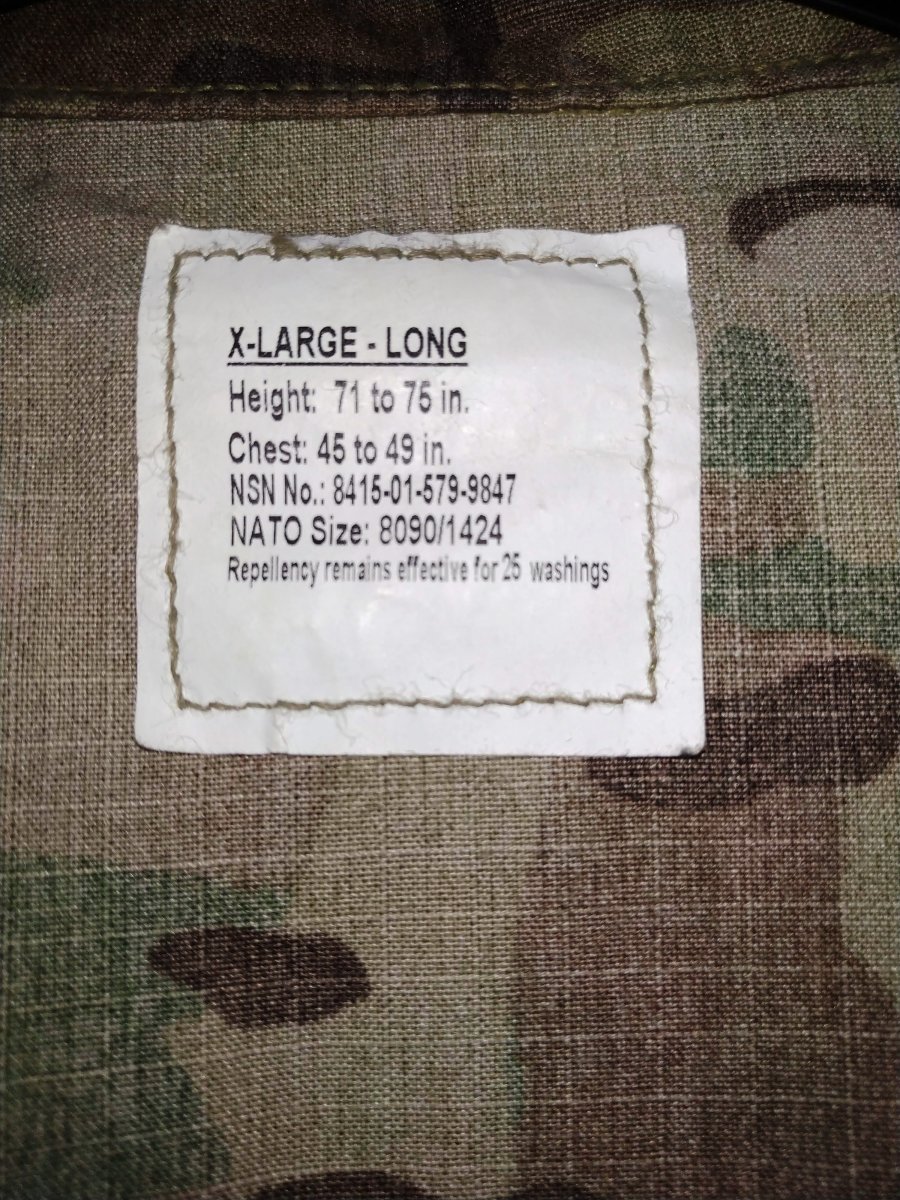 X-LARGE - LONG
Height: 71 to 75 in.
Chest: 45 to 49 in.
NSN No.: 8415-01-579-9847
NATO Size: 8090/1424
Repellency remains effective for 25 washings